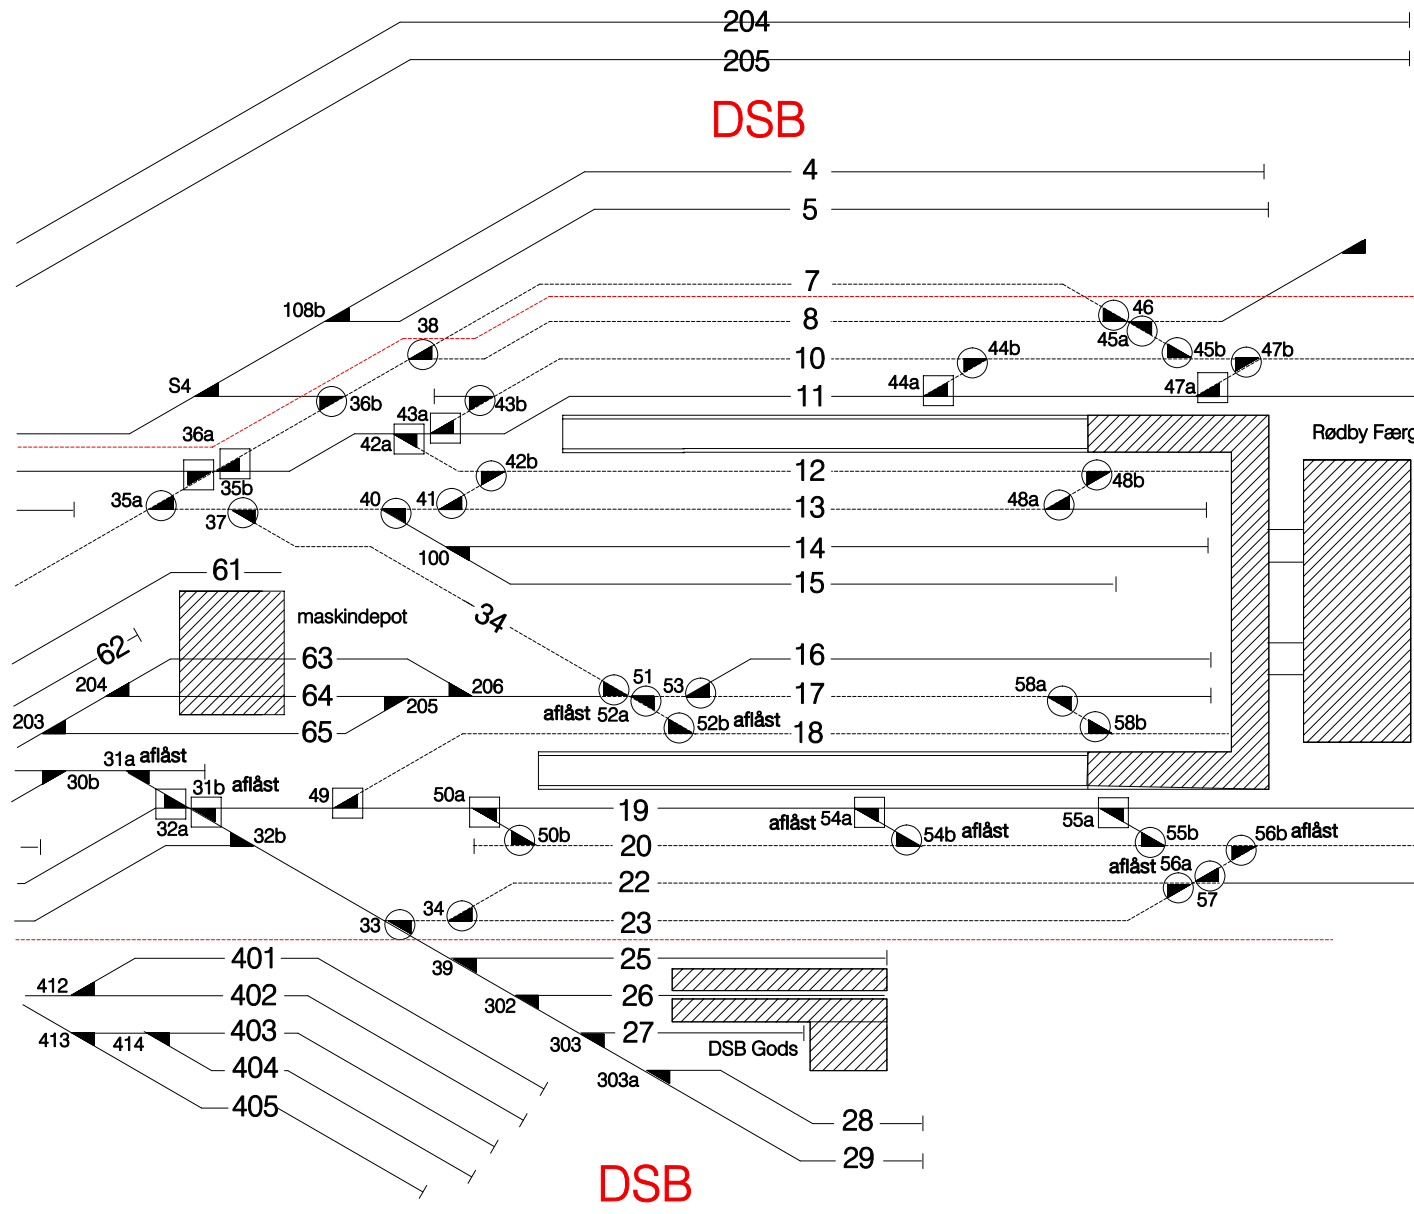 204
205
DSB
4
5
7
108b
38
46
8
45a
44b
45b
47b
10
S4
36b
43b
44a
47a
11
43a
36a
42a
Rødby Færg
42b
12
35b
48b
35a
40
41
48a
13
37
14
100
61
15
34
maskindepot
62
63
16
204
206
51
53
58a
64
17
205
203
aflåst
52a
52b
aflåst
58b
65
18
31a
aflåst
30b
31b
aflåst
49
50a
19
54a
aflåst
55a
32a
32b
50b
54b
aflåst
55b
56b
aflåst
20
aflåst
56a
57
22
34
33
23
401
25
39
412
402
26
302
403
27
413
414
303
DSB Gods
404
303a
405
28
29
DSB